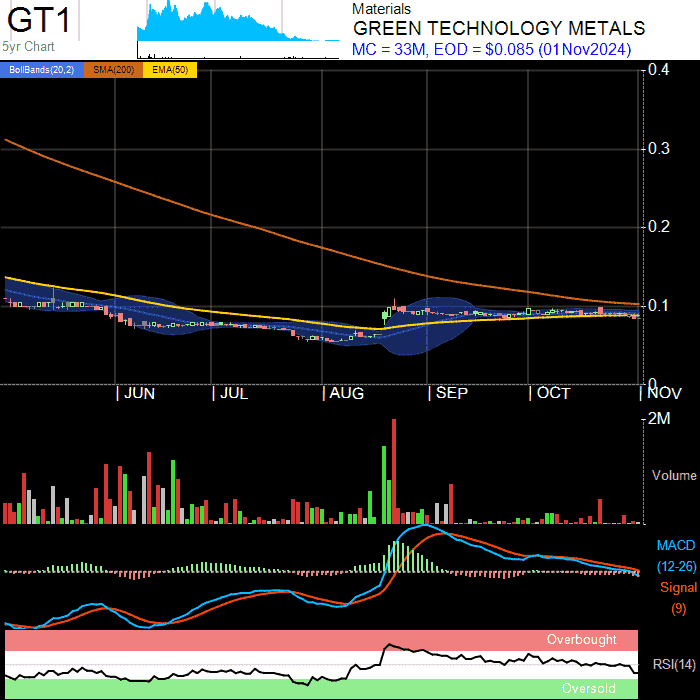 GT1
5yr Chart
Materials
GREEN TECHNOLOGY METALS
MC = 33M, EOD = $0.085 (01Nov2024)
BollBands(20,2) SMA(200) EMA(50)
0.4
0.3
0.2
0.1
0
JUN JUL AUG SEP OCT NOV
2M
Volume
MACD
(12-26)
Signal
(9)
Overbought
RSI(14)
Oversold